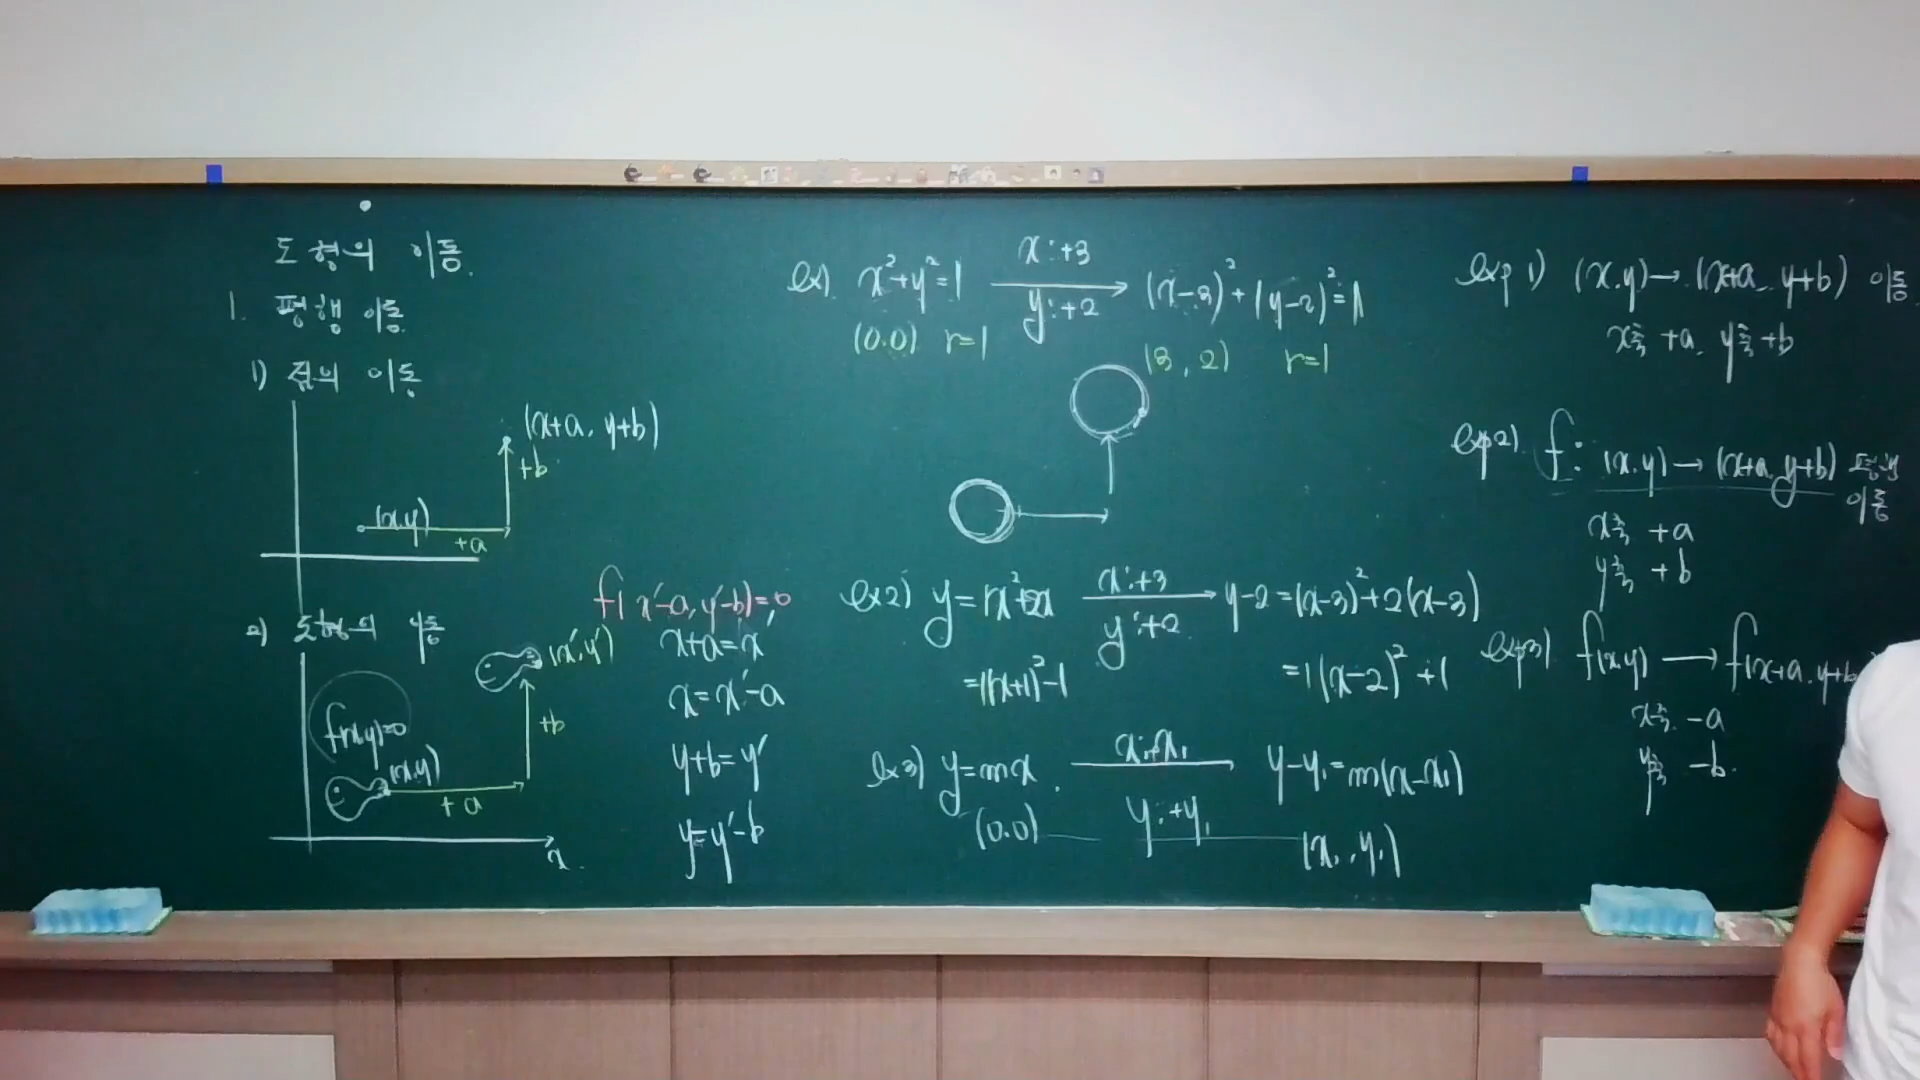 도형의 이동.
1. 평행 이동
1) 점의 이동
(x+a, y+b)
+b
(x.y)
+a
2) 도형의 이동
(x′,y′)
f(x.y)=0
+b
(x.y)
+a
x
f(x′-a, y′-b)=0
x+a=x′
x=x′-a
y+b=y′
y=y′-b
ex) x²+y²=1 x:+3 y:+2 (x-3)²+(y-2)²=1
(0.0) r=1 (3, 2) r=1
ex2) y=x²+2x x:+3 y:+2 y-2=(x-3)²+2(x-3)
=(x+1)²-1 =1(x-2)²+1
ex3) y=mx x:+x₁ y:+y₁ y-y₁=m(x-x₁)
(0.0) (x₁, y₁)
exp 1) (x.y)→(x+a, y+b) 이동
x축 +a, y축 +b
exp2) f: (x.y)→(x+a, y+b) 평행
이동
x축 +a
y축 +b
exp3) f(x.y)→f(x+a, y+b
x축 -a
y축 -b.